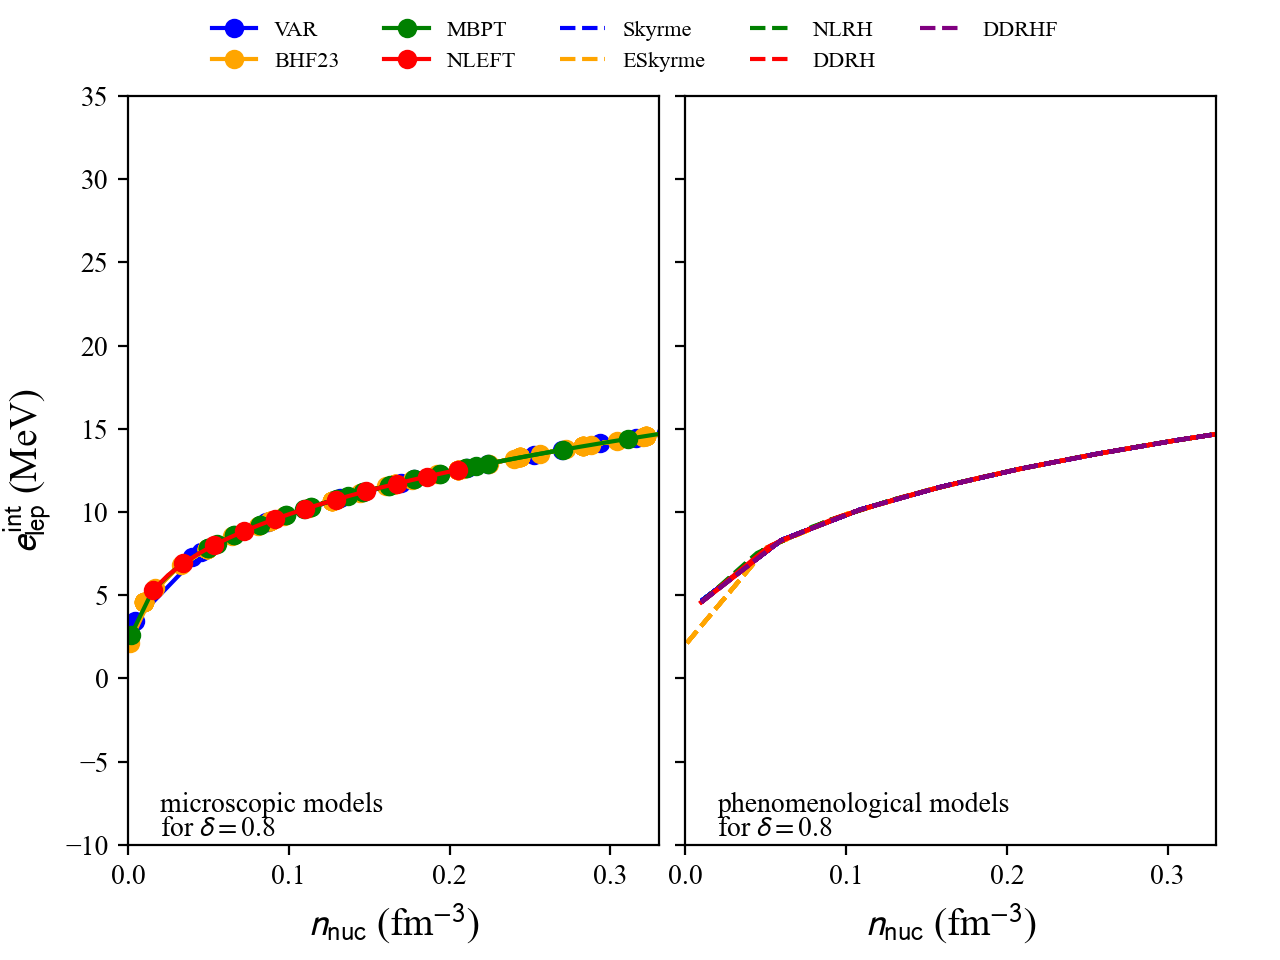 VAR MBPT Skyrme NLRH DDRHF
BHF23 NLEFT ESkyrme DDRH
35
30
25
20
15
10
5
0
−5
−10
e_lep^int (MeV)
microscopic models
for δ = 0.8
phenomenological models
for δ = 0.8
0.0 0.1 0.2 0.3 0.0 0.1 0.2 0.3
n_nuc (fm⁻³) n_nuc (fm⁻³)